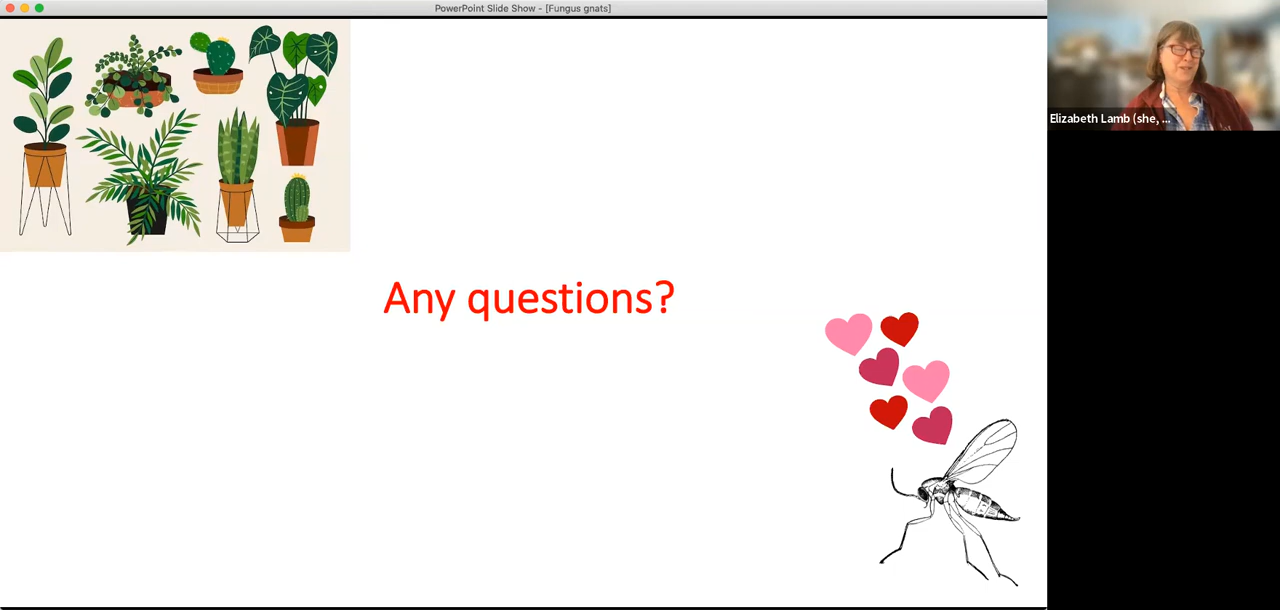 PowerPoint Slide Show - [Fungus gnats]
Elizabeth Lamb (she, ...
Any questions?